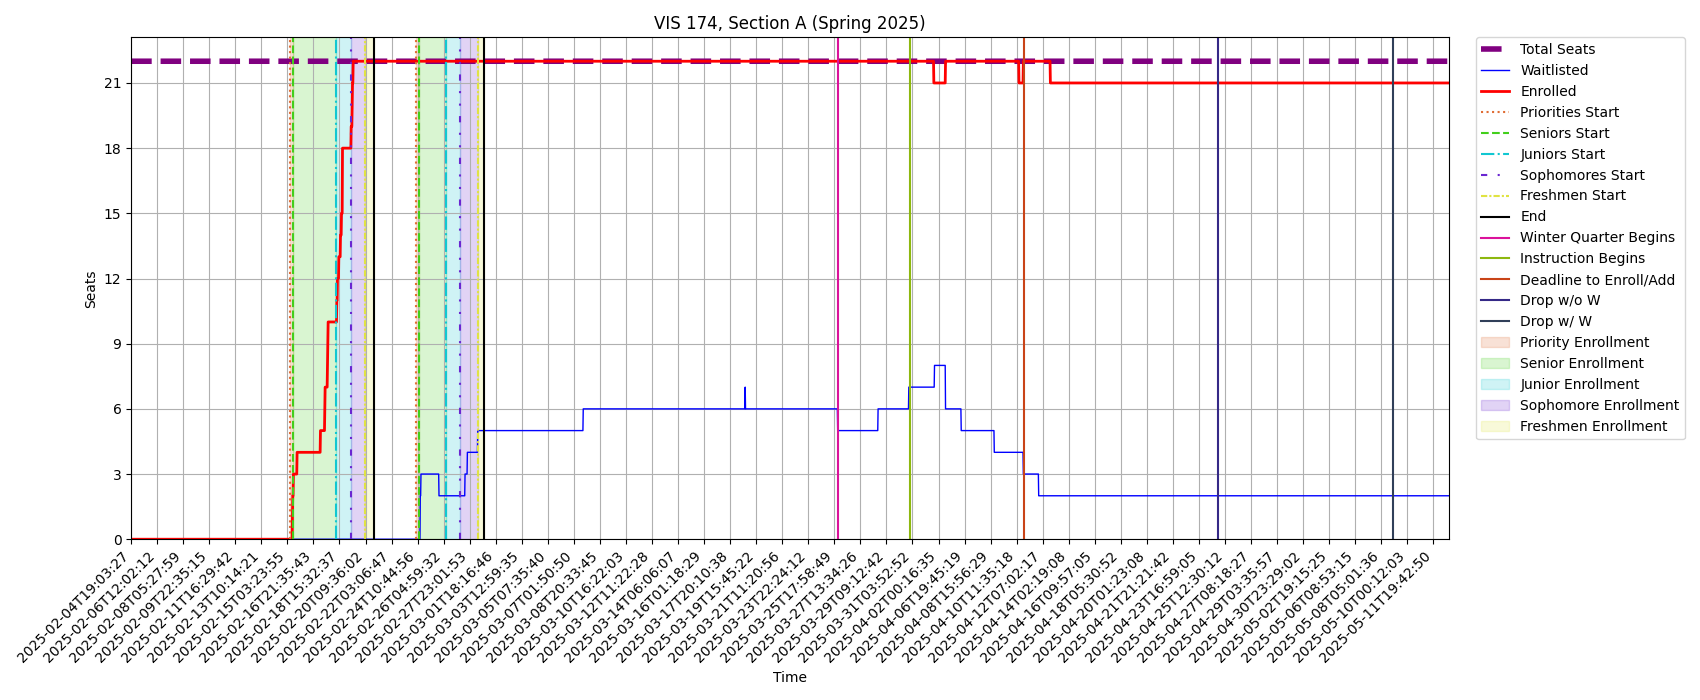 VIS 174, Section A (Spring 2025)
Seats
21
18
15
12
9
6
3
0
2025-02-04T19:03:27
2025-02-06T12:02:12
2025-02-08T05:27:59
2025-02-09T22:35:15
2025-02-11T16:29:42
2025-02-13T10:14:21
2025-02-15T03:23:55
2025-02-16T21:35:43
2025-02-18T15:32:37
2025-02-20T09:36:02
2025-02-22T03:06:47
2025-02-24T10:44:56
2025-02-26T04:59:32
2025-02-27T23:01:53
2025-03-01T18:16:46
2025-03-03T12:59:35
2025-03-05T07:35:40
2025-03-07T01:50:50
2025-03-08T20:33:45
2025-03-10T16:22:03
2025-03-12T11:22:28
2025-03-14T06:06:07
2025-03-16T01:18:29
2025-03-17T20:10:38
2025-03-19T15:45:22
2025-03-21T11:20:56
2025-03-23T22:24:12
2025-03-25T17:58:49
2025-03-27T13:34:26
2025-03-29T09:12:42
2025-03-31T03:52:52
2025-04-02T00:16:35
2025-04-06T19:45:19
2025-04-08T15:56:29
2025-04-10T11:35:18
2025-04-12T07:02:17
2025-04-14T02:19:08
2025-04-16T09:57:05
2025-04-18T05:30:52
2025-04-20T01:23:08
2025-04-21T21:21:42
2025-04-23T16:59:05
2025-04-25T12:30:12
2025-04-27T08:18:27
2025-04-29T03:35:57
2025-04-30T23:29:02
2025-05-02T19:15:25
2025-05-06T08:53:15
2025-05-08T05:01:36
2025-05-10T00:12:03
2025-05-11T19:42:50
Time
Total Seats
Waitlisted
Enrolled
Priorities Start
Seniors Start
Juniors Start
Sophomores Start
Freshmen Start
End
Winter Quarter Begins
Instruction Begins
Deadline to Enroll/Add
Drop w/o W
Drop w/ W
Priority Enrollment
Senior Enrollment
Junior Enrollment
Sophomore Enrollment
Freshmen Enrollment